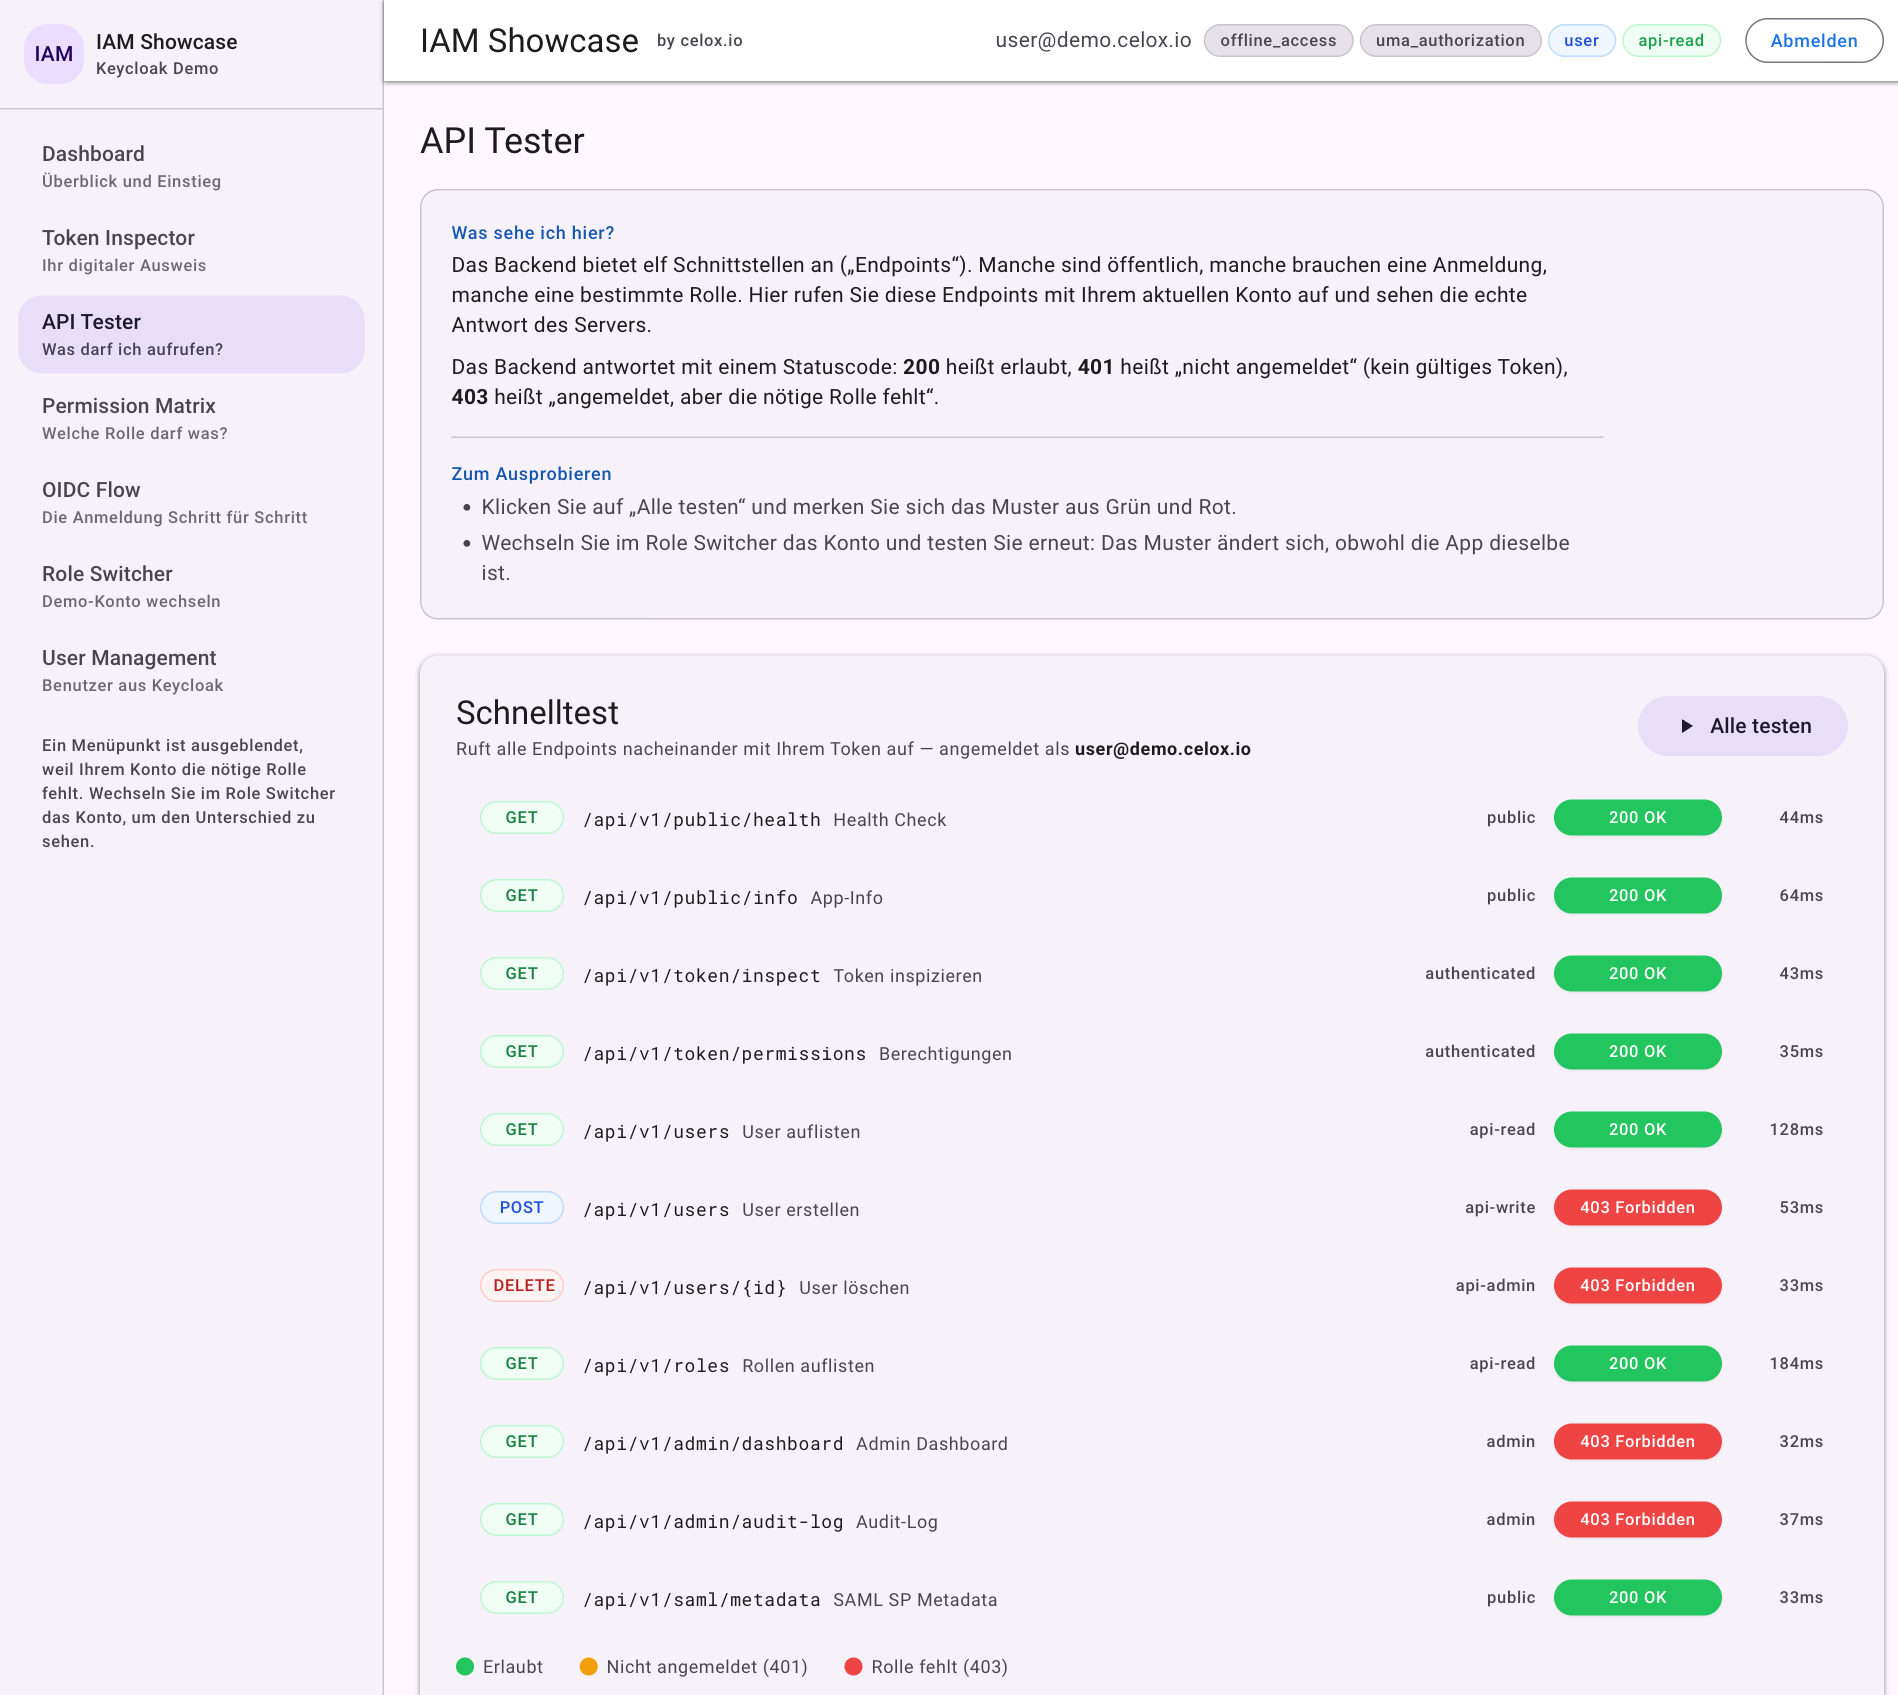 IAM
IAM Showcase
Keycloak Demo
Dashboard
Überblick und Einstieg
Token Inspector
Ihr digitaler Ausweis
API Tester
Was darf ich aufrufen?
Permission Matrix
Welche Rolle darf was?
OIDC Flow
Die Anmeldung Schritt für Schritt
Role Switcher
Demo-Konto wechseln
User Management
Benutzer aus Keycloak
Ein Menüpunkt ist ausgeblendet,
weil Ihrem Konto die nötige Rolle
fehlt. Wechseln Sie im Role Switcher
das Konto, um den Unterschied zu
sehen.
IAM Showcase by celox.io user@demo.celox.io offline_access uma_authorization user api-read Abmelden
API Tester
Was sehe ich hier?
Das Backend bietet elf Schnittstellen an („Endpoints“). Manche sind öffentlich, manche brauchen eine Anmeldung,
manche eine bestimmte Rolle. Hier rufen Sie diese Endpoints mit Ihrem aktuellen Konto auf und sehen die echte
Antwort des Servers.
Das Backend antwortet mit einem Statuscode: 200 heißt erlaubt, 401 heißt „nicht angemeldet“ (kein gültiges Token),
403 heißt „angemeldet, aber die nötige Rolle fehlt“.
Zum Ausprobieren
• Klicken Sie auf „Alle testen“ und merken Sie sich das Muster aus Grün und Rot.
• Wechseln Sie im Role Switcher das Konto und testen Sie erneut: Das Muster ändert sich, obwohl die App dieselbe
ist.
Schnelltest
Ruft alle Endpoints nacheinander mit Ihrem Token auf — angemeldet als user@demo.celox.io
Alle testen
GET /api/v1/public/health Health Check public 200 OK 44ms
GET /api/v1/public/info App-Info public 200 OK 64ms
GET /api/v1/token/inspect Token inspizieren authenticated 200 OK 43ms
GET /api/v1/token/permissions Berechtigungen authenticated 200 OK 35ms
GET /api/v1/users User auflisten api-read 200 OK 128ms
POST /api/v1/users User erstellen api-write 403 Forbidden 53ms
DELETE /api/v1/users/{id} User löschen api-admin 403 Forbidden 33ms
GET /api/v1/roles Rollen auflisten api-read 200 OK 184ms
GET /api/v1/admin/dashboard Admin Dashboard admin 403 Forbidden 32ms
GET /api/v1/admin/audit-log Audit-Log admin 403 Forbidden 37ms
GET /api/v1/saml/metadata SAML SP Metadata public 200 OK 33ms
Erlaubt Nicht angemeldet (401) Rolle fehlt (403)